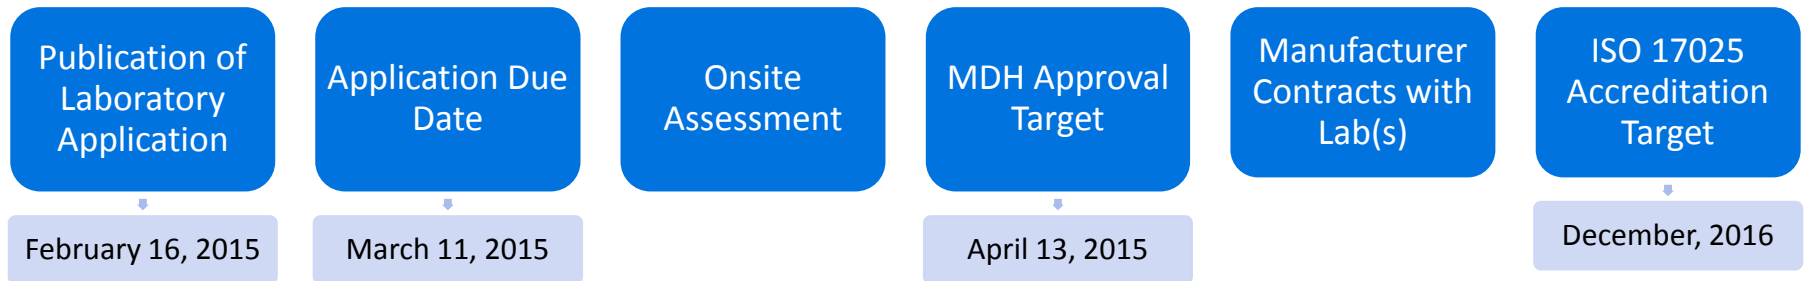 Publication of
Laboratory
Application
February 16, 2015
Application Due
Date
March 11, 2015
Onsite
Assessment
MDH Approval
Target
April 13, 2015
Manufacturer
Contracts with
Lab(s)
ISO 17025
Accreditation
Target
December, 2016